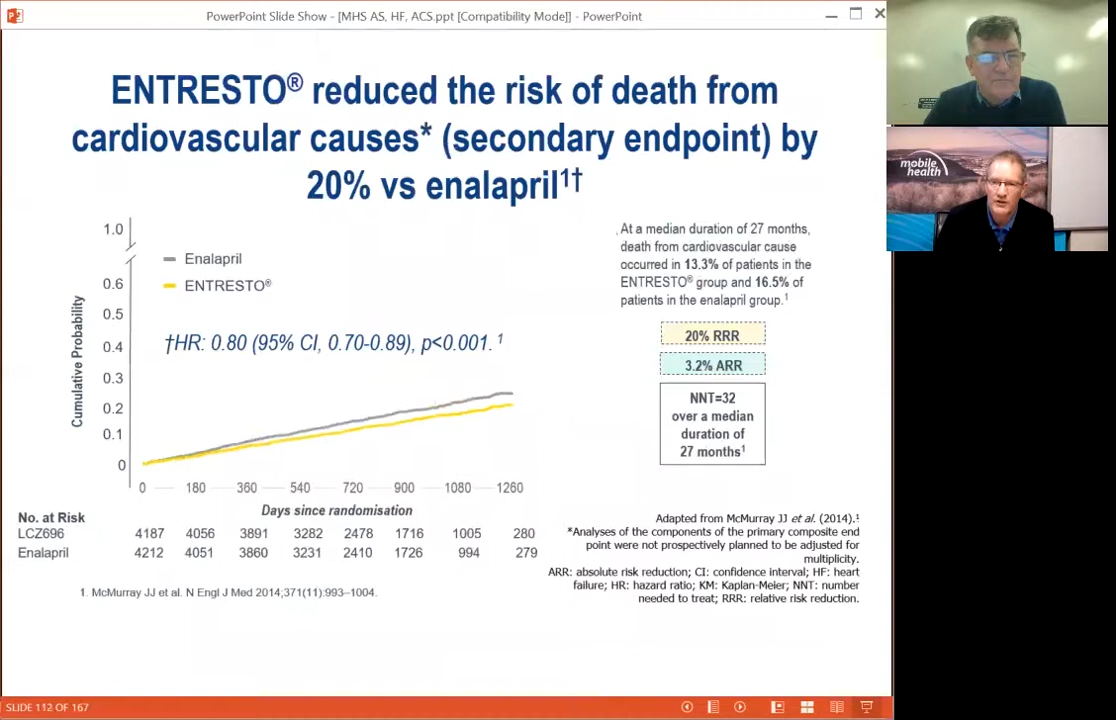 PowerPoint Slide Show - [MHS AS, HF, ACS.ppt [Compatibility Mode]] - PowerPoint
ENTRESTO® reduced the risk of death from
cardiovascular causes* (secondary endpoint) by
20% vs enalapril1†
1.0
0.6
0.5
0.4
0.3
0.2
0.1
0
Cumulative Probability
Enalapril
ENTRESTO®
†HR: 0.80 (95% CI, 0.70-0.89), p<0.001. 1
0 180 360 540 720 900 1080 1260
Days since randomisation
No. at Risk
LCZ696 4187 4056 3891 3282 2478 1716 1005 280
Enalapril 4212 4051 3860 3231 2410 1726 994 279
1. McMurray JJ et al. N Engl J Med 2014;371(11):993–1004.
At a median duration of 27 months,
death from cardiovascular cause
occurred in 13.3% of patients in the
ENTRESTO® group and 16.5% of
patients in the enalapril group.1
20% RRR
3.2% ARR
NNT=32
over a median
duration of
27 months1
Adapted from McMurray JJ et al. (2014).1
*Analyses of the components of the primary composite end
point were not prospectively planned to be adjusted for
multiplicity.
ARR: absolute risk reduction; CI: confidence interval; HF: heart
failure; HR: hazard ratio; KM: Kaplan-Meier; NNT: number
needed to treat; RRR: relative risk reduction.
SLIDE 112 OF 167
mobile
health